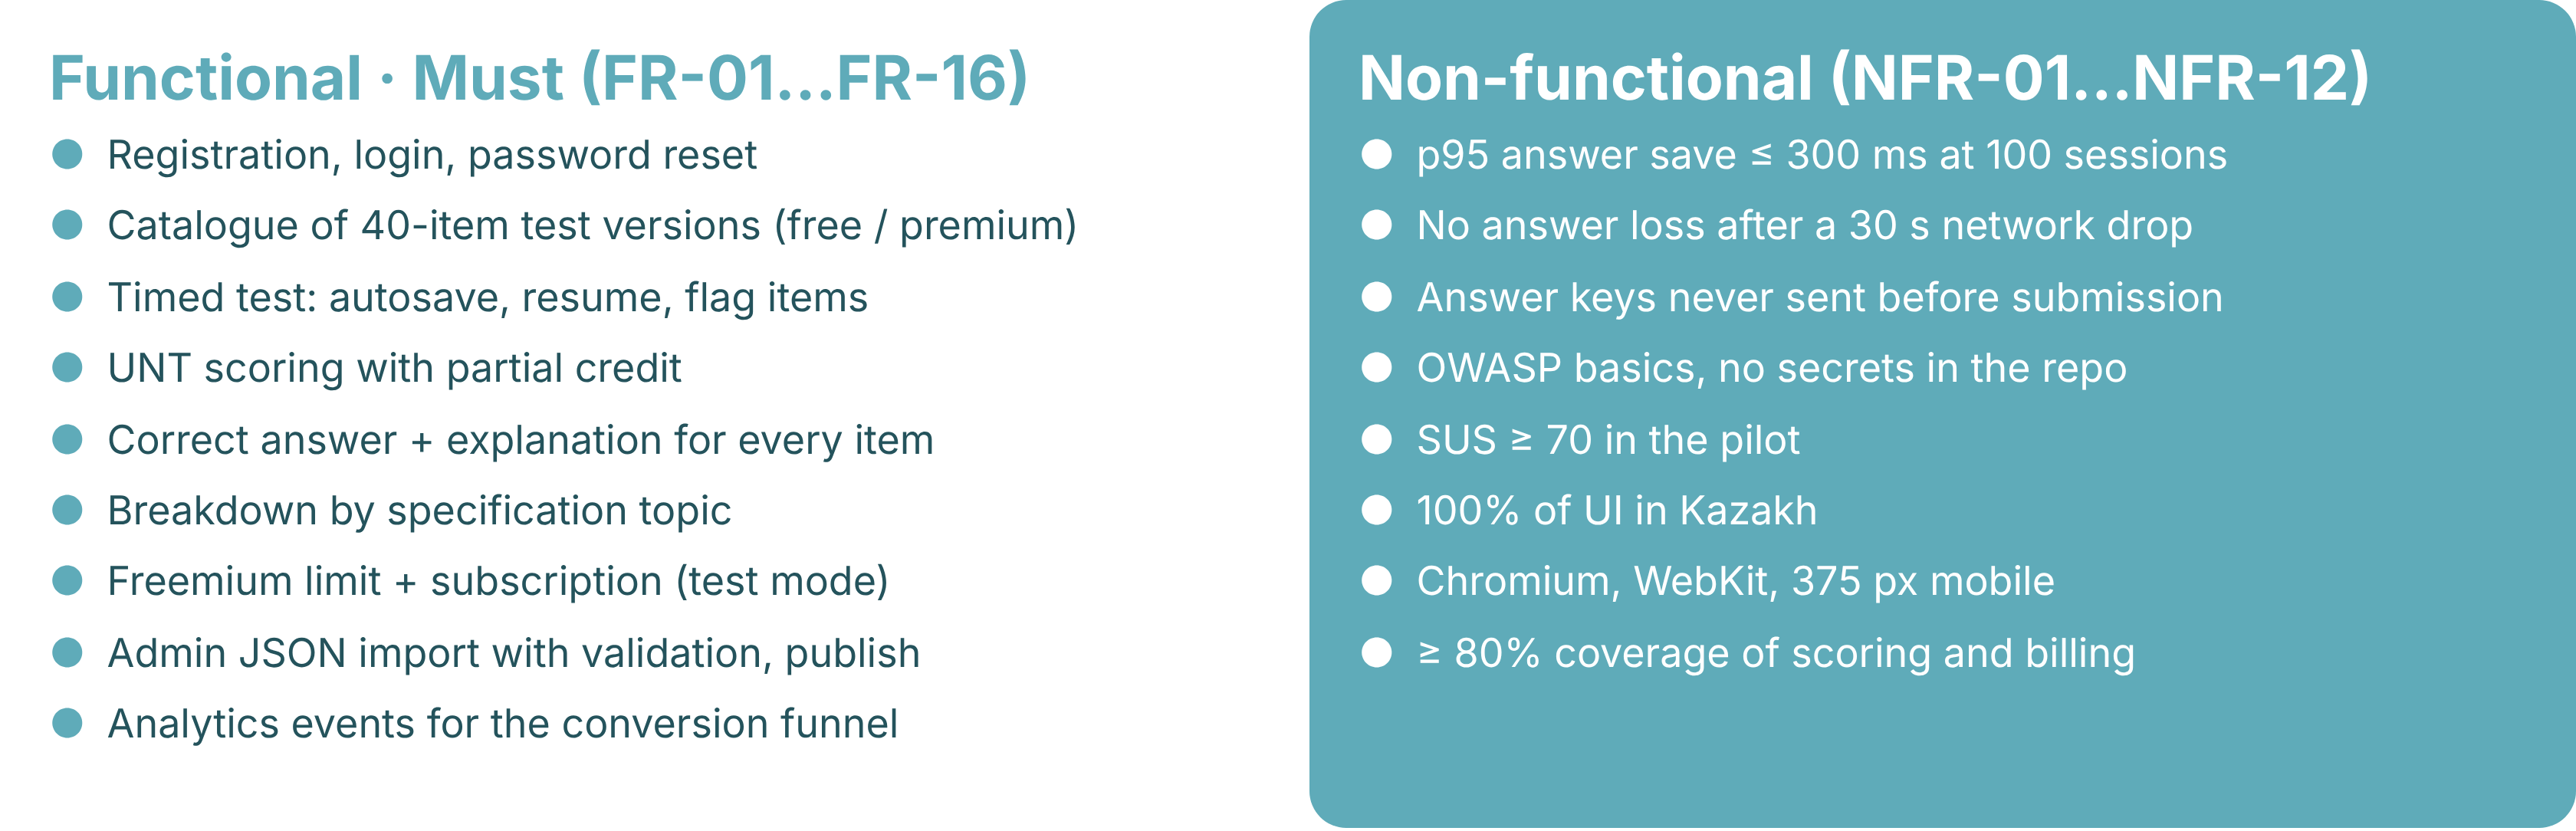 Functional · Must (FR-01…FR-16)
Registration, login, password reset
Catalogue of 40-item test versions (free / premium)
Timed test: autosave, resume, flag items
UNT scoring with partial credit
Correct answer + explanation for every item
Breakdown by specification topic
Freemium limit + subscription (test mode)
Admin JSON import with validation, publish
Analytics events for the conversion funnel
Non-functional (NFR-01…NFR-12)
p95 answer save ≤ 300 ms at 100 sessions
No answer loss after a 30 s network drop
Answer keys never sent before submission
OWASP basics, no secrets in the repo
SUS ≥ 70 in the pilot
100% of UI in Kazakh
Chromium, WebKit, 375 px mobile
≥ 80% coverage of scoring and billing